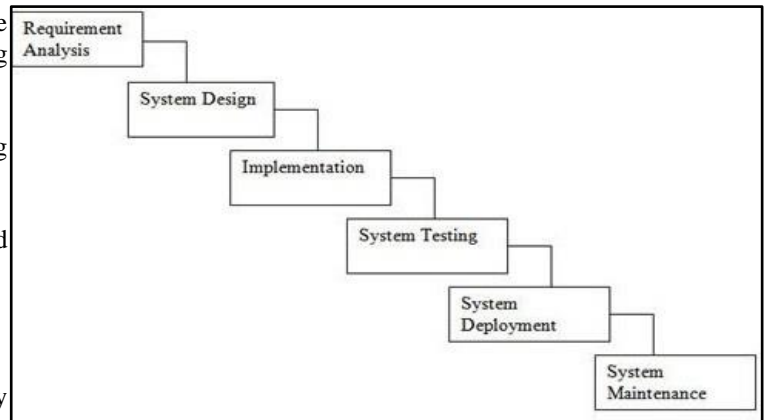 Requirement
Analysis
System Design
Implementation
System Testing
System
Deployment
System
Maintenance